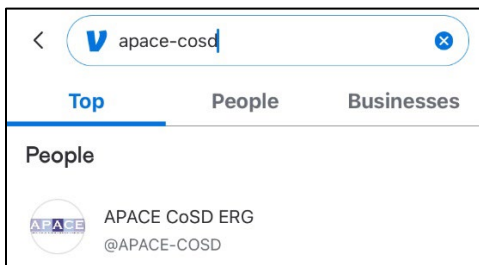 apace-cosd
Top People Businesses
People
APACE
APACE CoSD ERG
@APACE-COSD